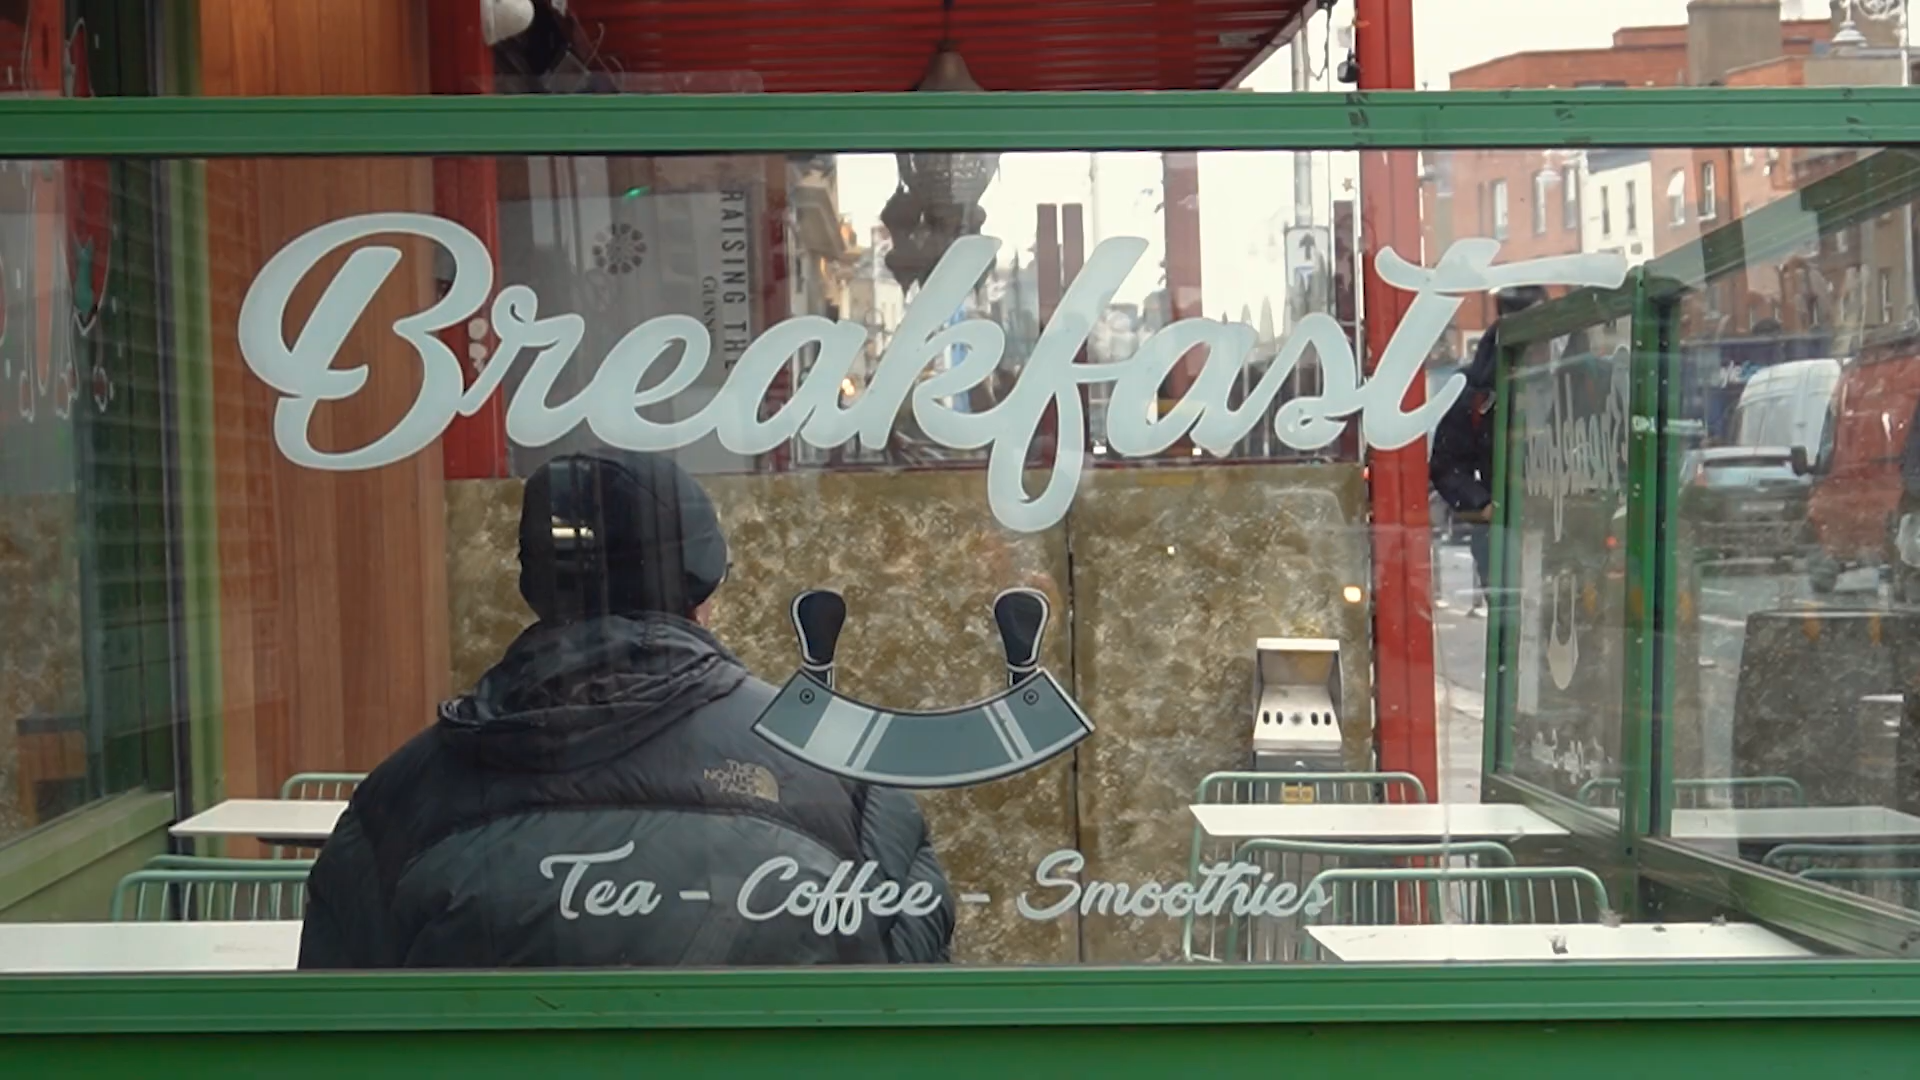 Breakfast
RAISING THE
THE
NORTH
FACE
Tea - Coffee - Smoothies